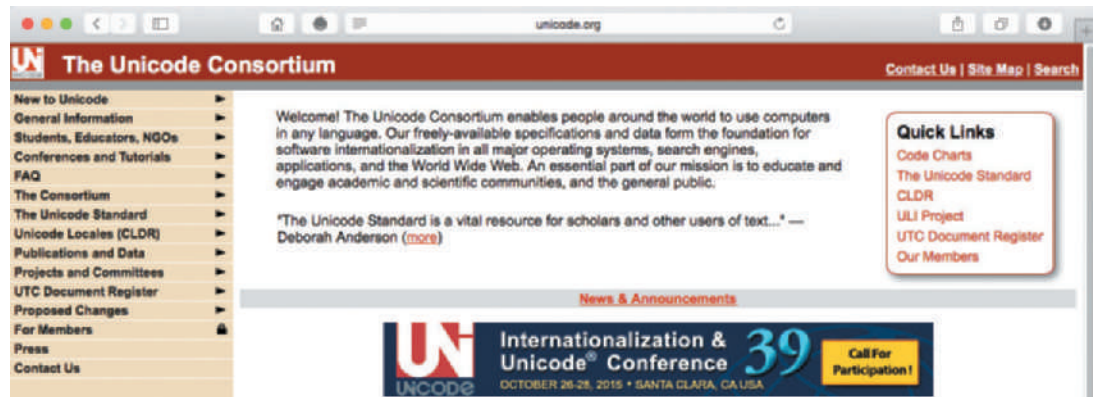 unicode.org
UN
UNICODE
The Unicode Consortium
Contact Us | Site Map | Search
New to Unicode
General Information
Students, Educators, NGOs
Conferences and Tutorials
FAQ
The Consortium
The Unicode Standard
Unicode Locales (CLDR)
Publications and Data
Projects and Committees
UTC Document Register
Proposed Changes
For Members
Press
Contact Us
Welcome! The Unicode Consortium enables people around the world to use computers
in any language. Our freely-available specifications and data form the foundation for
software internationalization in all major operating systems, search engines,
applications, and the World Wide Web. An essential part of our mission is to educate and
engage academic and scientific communities, and the general public.
"The Unicode Standard is a vital resource for scholars and other users of text..." —
Deborah Anderson (more)
Quick Links
Code Charts
The Unicode Standard
CLDR
ULI Project
UTC Document Register
Our Members
News & Announcements
UN
UNICODE
Internationalization &
Unicode® Conference
39
OCTOBER 26-28, 2015 • SANTA CLARA, CA USA
Call For
Participation!